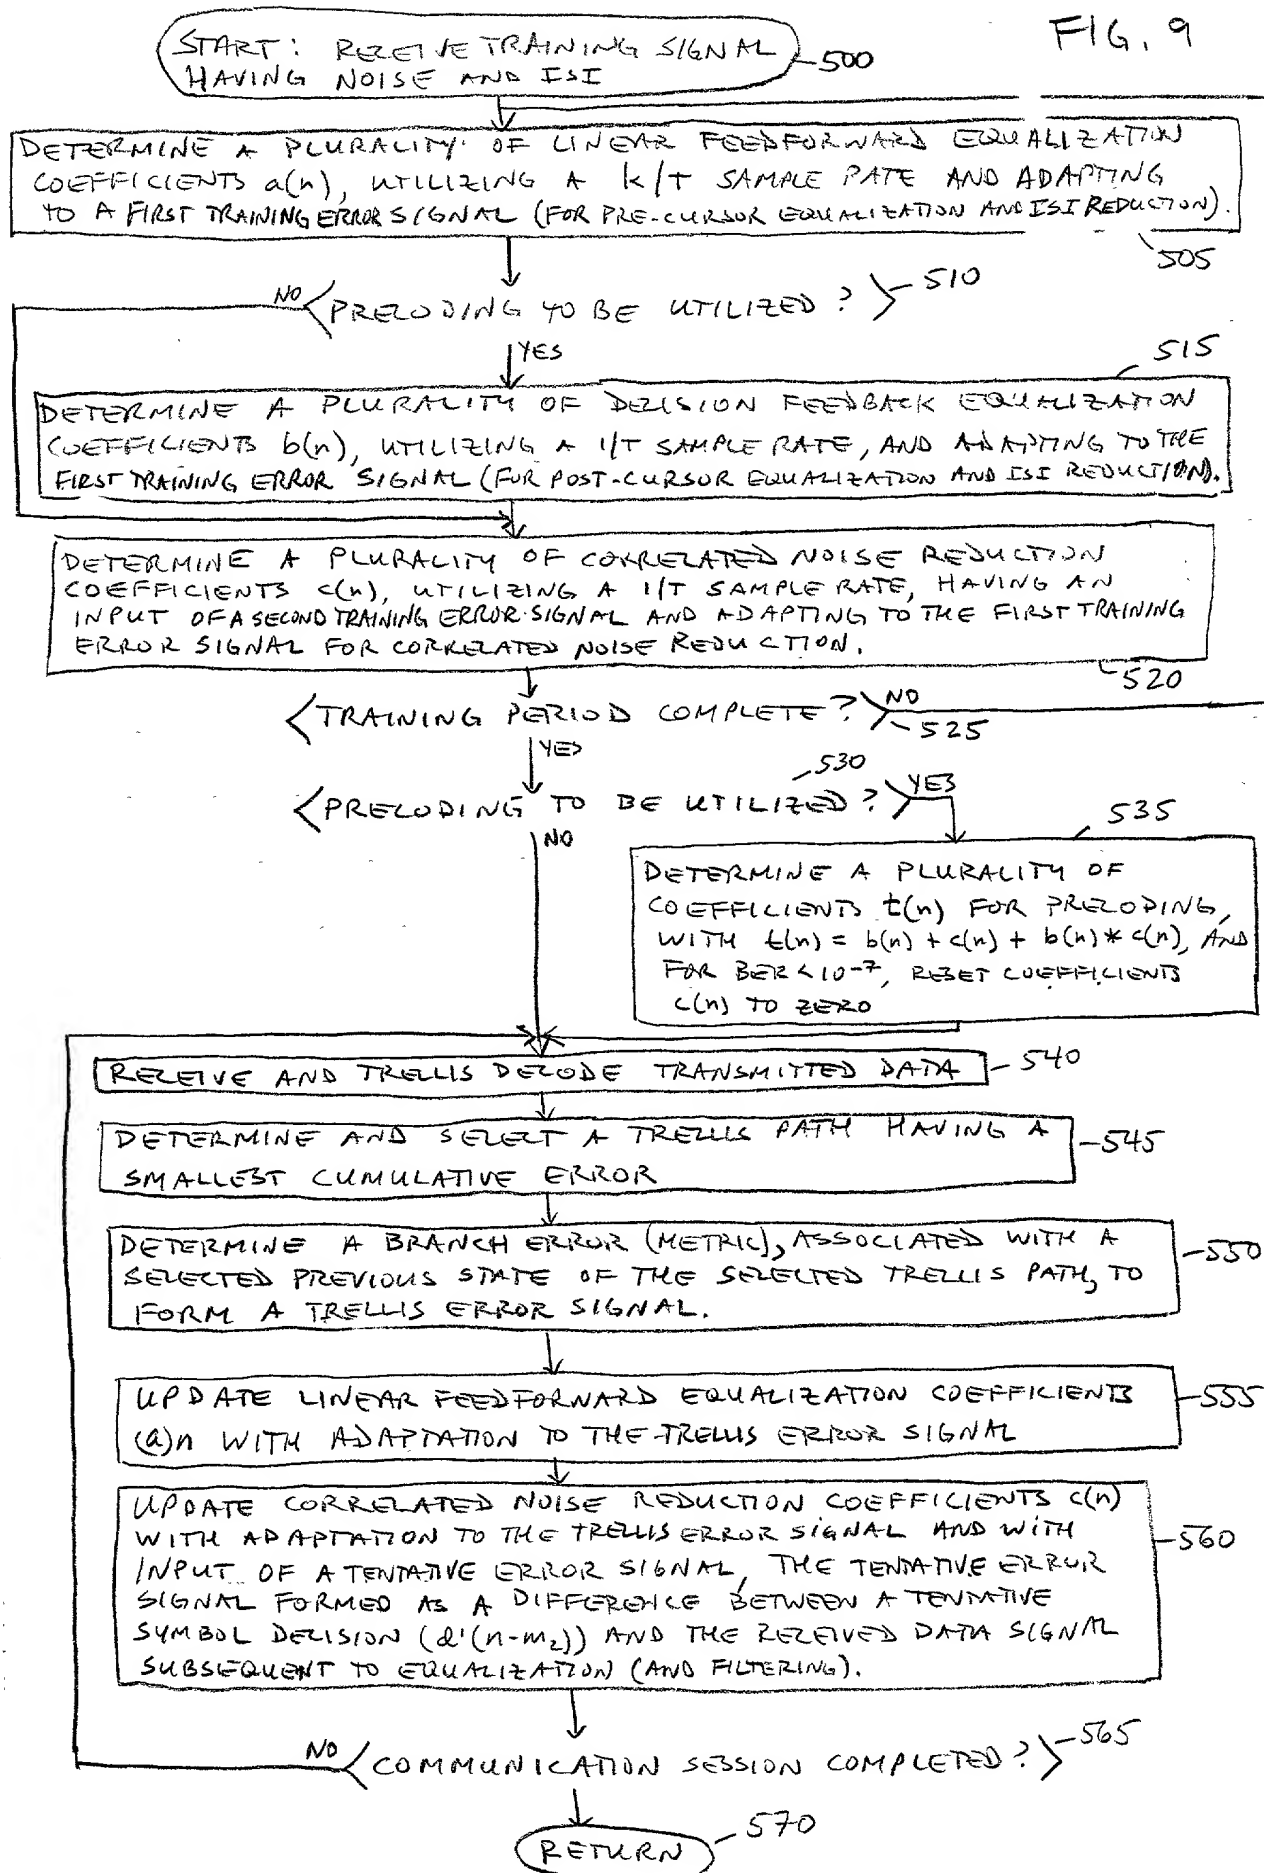 FIG. 9
START: RECEIVE TRAINING SIGNAL
HAVING NOISE AND ISI
500
DETERMINE A PLURALITY OF LINEAR FEEDFORWARD EQUALIZATION
COEFFICIENTS a(n), UTILIZING A k/T SAMPLE RATE AND ADAPTING
TO A FIRST TRAINING ERROR SIGNAL (FOR PRE-CURSOR EQUALIZATION AND ISI REDUCTION).
505
NO
PRECODING TO BE UTILIZED?
510
YES
515
DETERMINE A PLURALITY OF DECISION FEEDBACK EQUALIZATION
COEFFICIENTS b(n), UTILIZING A 1/T SAMPLE RATE, AND ADAPTING TO THE
FIRST TRAINING ERROR SIGNAL (FOR POST-CURSOR EQUALIZATION AND ISI REDUCTION).
DETERMINE A PLURALITY OF CORRELATED NOISE REDUCTION
COEFFICIENTS c(n), UTILIZING A 1/T SAMPLE RATE, HAVING AN
INPUT OF A SECOND TRAINING ERROR SIGNAL AND ADAPTING TO THE FIRST TRAINING
ERROR SIGNAL FOR CORRELATED NOISE REDUCTION.
520
TRAINING PERIOD COMPLETE?
NO
525
YES
530
PRECODING TO BE UTILIZED?
YES
NO
535
DETERMINE A PLURALITY OF
COEFFICIENTS t(n) FOR PRECODING,
WITH t(n) = b(n) + c(n) + b(n) * c(n), AND
FOR BER < 10-7, RESET COEFFICIENTS
c(n) TO ZERO
RECEIVE AND TRELLIS DECODE TRANSMITTED DATA
540
DETERMINE AND SELECT A TRELLIS PATH HAVING A
SMALLEST CUMULATIVE ERROR
545
DETERMINE A BRANCH ERROR (METRIC), ASSOCIATED WITH A
SELECTED PREVIOUS STATE OF THE SELECTED TRELLIS PATH, TO
FORM A TRELLIS ERROR SIGNAL.
550
UPDATE LINEAR FEEDFORWARD EQUALIZATION COEFFICIENTS
(a)n WITH ADAPTATION TO THE TRELLIS ERROR SIGNAL
555
UPDATE CORRELATED NOISE REDUCTION COEFFICIENTS c(n)
WITH ADAPTATION TO THE TRELLIS ERROR SIGNAL AND WITH
INPUT OF A TENTATIVE ERROR SIGNAL, THE TENTATIVE ERROR
SIGNAL FORMED AS A DIFFERENCE BETWEEN A TENTATIVE
SYMBOL DECISION (d'(n-m2)) AND THE RECEIVED DATA SIGNAL
SUBSEQUENT TO EQUALIZATION (AND FILTERING).
560
NO
COMMUNICATION SESSION COMPLETED?
565
RETURN
570